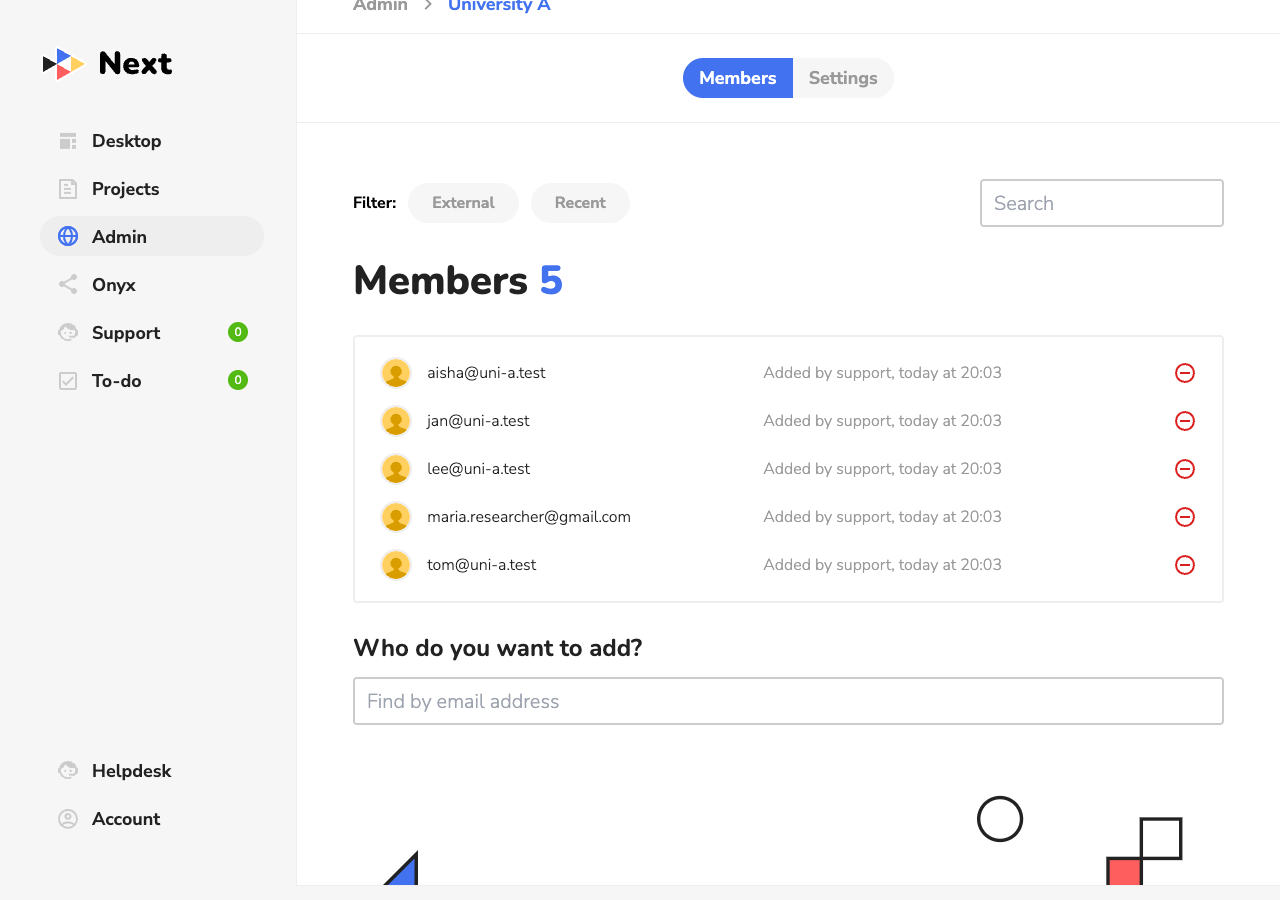 Admin
University A
Next
Members
Settings
Desktop
Projects
Admin
Onyx
Support 0
To-do 0
Filter: External Recent
Search
Members 5
aisha@uni-a.test Added by support, today at 20:03
jan@uni-a.test Added by support, today at 20:03
lee@uni-a.test Added by support, today at 20:03
maria.researcher@gmail.com Added by support, today at 20:03
tom@uni-a.test Added by support, today at 20:03
Who do you want to add?
Find by email address
Helpdesk
Account